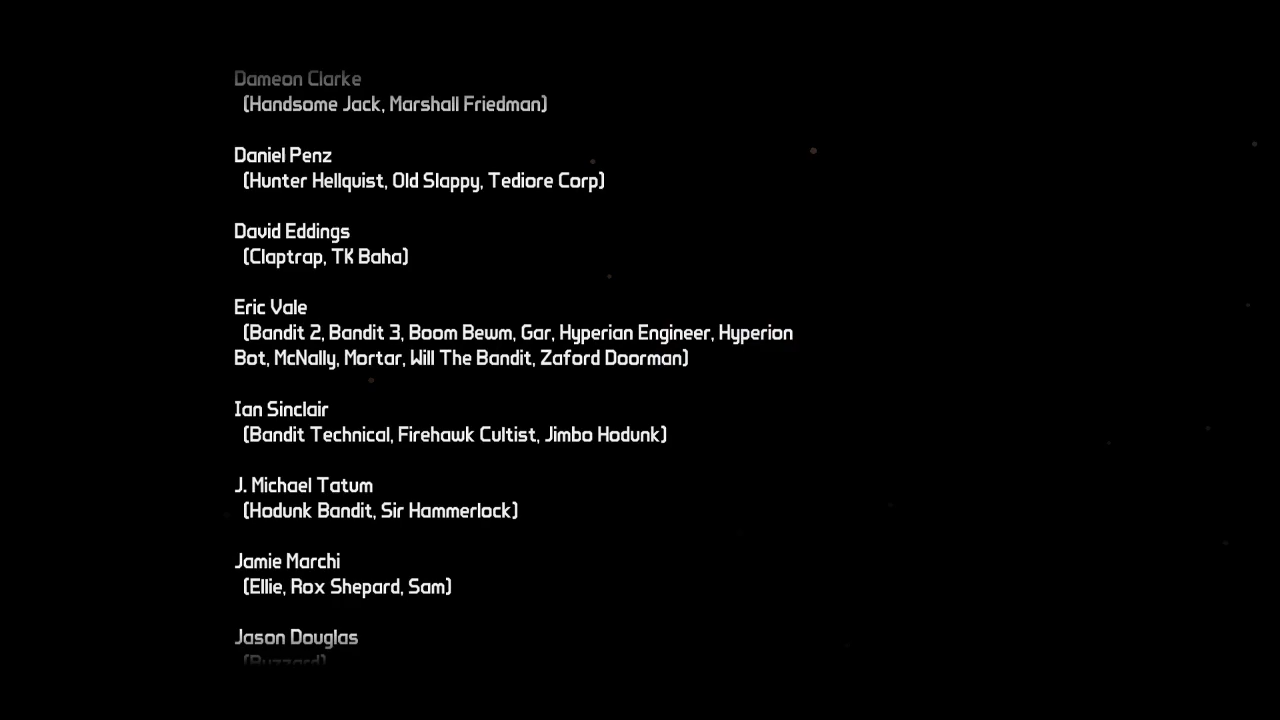 Dameon Clarke
(Handsome Jack, Marshall Friedman)
Daniel Penz
(Hunter Hellquist, Old Slappy, Tediore Corp)
David Eddings
(Claptrap, TK Baha)
Eric Vale
(Bandit 2, Bandit 3, Boom Bewm, Gar, Hyperian Engineer, Hyperion
Bot, McNally, Mortar, Will The Bandit, Zaford Doorman)
Ian Sinclair
(Bandit Technical, Firehawk Cultist, Jimbo Hodunk)
J. Michael Tatum
(Hodunk Bandit, Sir Hammerlock)
Jamie Marchi
(Ellie, Rox Shepard, Sam)
Jason Douglas
(Buzzard)